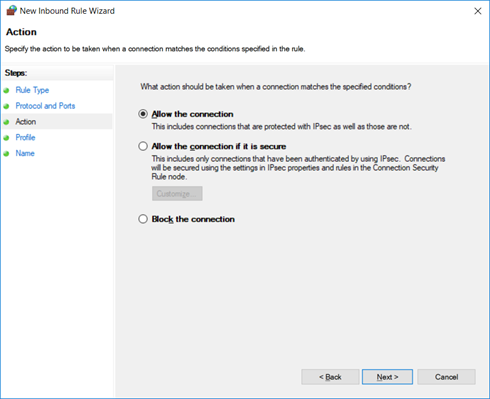 New Inbound Rule Wizard
Action
Specify the action to be taken when a connection matches the conditions specified in the rule.
Steps:
Rule Type
Protocol and Ports
Action
Profile
Name
What action should be taken when a connection matches the specified conditions?
Allow the connection
This includes connections that are protected with IPsec as well as those are not.
Allow the connection if it is secure
This includes only connections that have been authenticated by using IPsec. Connections
will be secured using the settings in IPsec properties and rules in the Connection Security
Rule node.
Customize...
Block the connection
< Back
Next >
Cancel